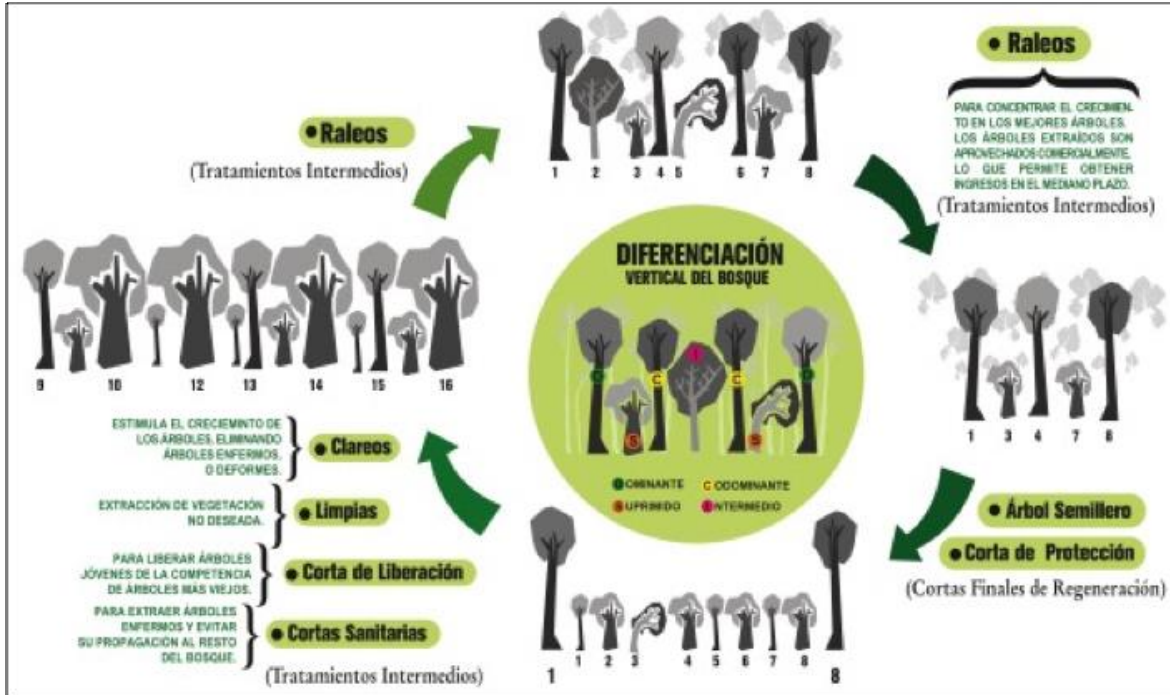 • Raleos
(Tratamientos Intermedios)
1 2 3 4 5 6 7 8
• Raleos
PARA CONCENTRAR EL CRECIMIEN-
TO EN LOS MEJORES ÁRBOLES.
LOS ÁRBOLES EXTRAÍDOS SON
APROVECHADOS COMERCIALMENTE,
LO QUE PERMITE OBTENER
INGRESOS EN EL MEDIANO PLAZO.
(Tratamientos Intermedios)
9 10 12 13 14 15 16
DIFERENCIACIÓN
VERTICAL DEL BOSQUE
D C I C D
S S
DOMINANTE CODOMINANTE
SUPRIMIDO INTERMEDIO
1 3 4 7 8
• Árbol Semillero
• Corta de Protección
(Cortas Finales de Regeneración)
1 2 3 4 5 6 7 8
1 8
ESTIMULA EL CRECIEMINTO DE
LOS ÁRBOLES, ELIMINANDO
ÁRBOLES ENFERMOS,
O DEFORMES.
• Clareos
EXTRACCIÓN DE VEGETACIÓN
NO DESEADA.
• Limpias
PARA LIBERAR ÁRBOLES
JÓVENES DE LA COMPETENCIA
DE ÁRBOLES MÁS VIEJOS.
• Corta de Liberación
PARA EXTRAER ÁRBOLES
ENFERMOS Y EVITAR
SU PROPAGACIÓN AL RESTO
DEL BOSQUE.
• Cortas Sanitarias
(Tratamientos Intermedios)